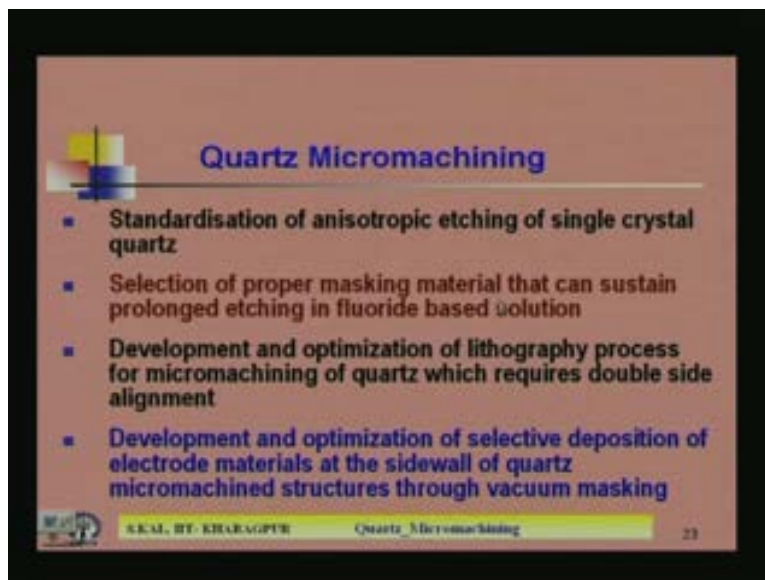 Quartz Micromachining
Standardisation of anisotropic etching of single crystal
quartz
Selection of proper masking material that can sustain
prolonged etching in fluoride based solution
Development and optimization of lithography process
for micromachining of quartz which requires double side
alignment
Development and optimization of selective deposition of
electrode materials at the sidewall of quartz
micromachined structures through vacuum masking
S.KAL, IIT- KHARAGPUR Quartz_Micromachining 23